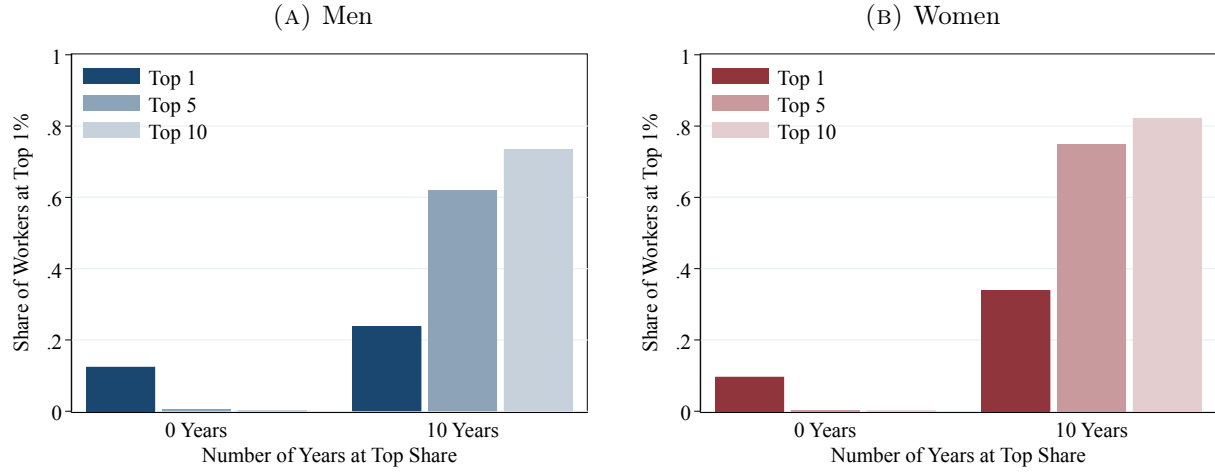 (A) Men
Share of Workers at Top 1%
1
.8
.6
.4
.2
0
Top 1
Top 5
Top 10
0 Years
10 Years
Number of Years at Top Share
(B) Women
Share of Workers at Top 1%
1
.8
.6
.4
.2
0
Top 1
Top 5
Top 10
0 Years
10 Years
Number of Years at Top Share